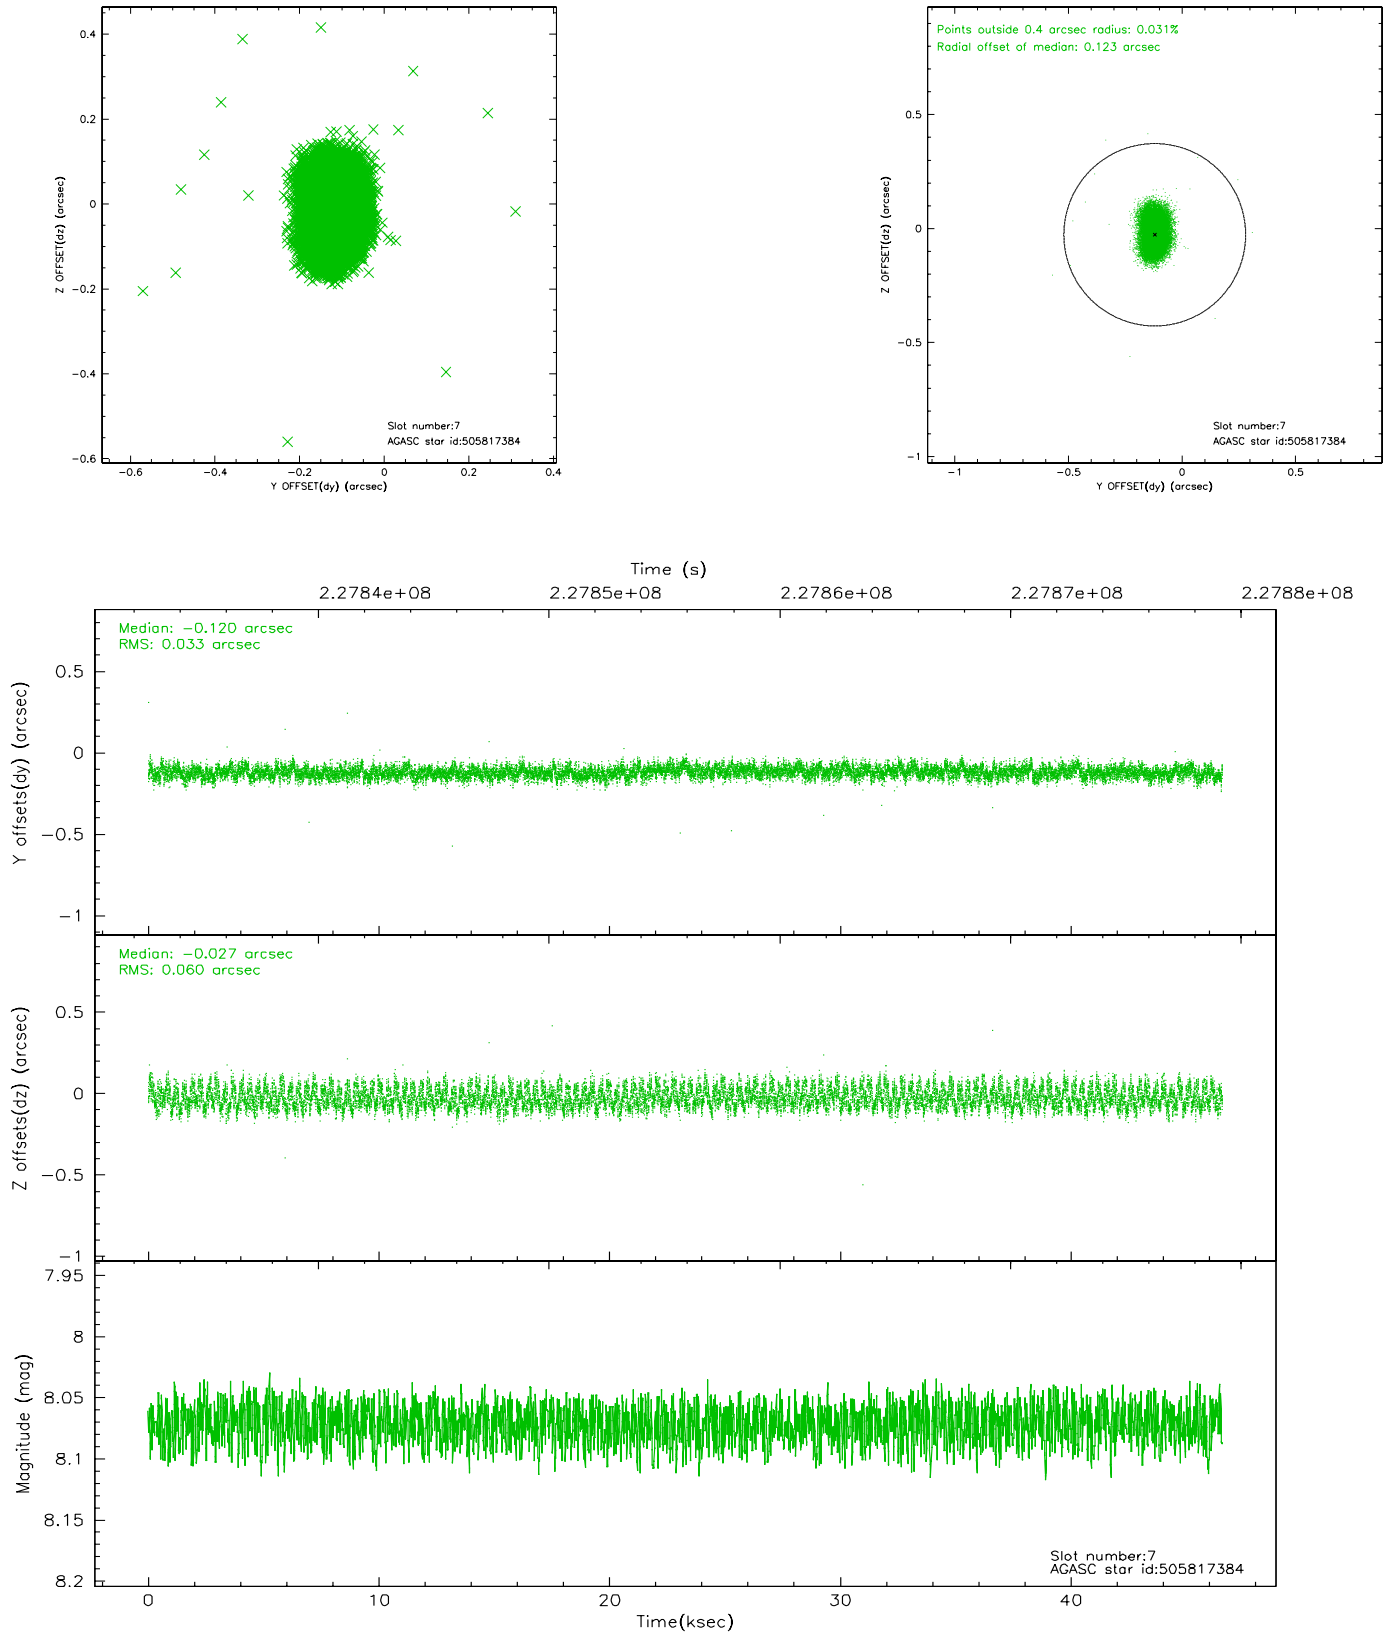 0.4
0.2
0
−0.2
−0.4
−0.6
Z OFFSET(dz) (arcsec)
−0.6 −0.4 −0.2 0 0.2 0.4
Y OFFSET(dy) (arcsec)
Slot number:7
AGASC star id:505817384
Points outside 0.4 arcsec radius: 0.031%
Radial offset of median: 0.123 arcsec
0.5
0
−0.5
−1
Z OFFSET(dz) (arcsec)
−1 −0.5 0 0.5
Y OFFSET(dy) (arcsec)
Slot number:7
AGASC star id:505817384
Time (s)
2.2784e+08 2.2785e+08 2.2786e+08 2.2787e+08 2.2788e+08
Median: −0.120 arcsec
RMS: 0.033 arcsec
0.5
0
−0.5
−1
Y offsets(dy) (arcsec)
Median: −0.027 arcsec
RMS: 0.060 arcsec
0.5
0
−0.5
−1
Z offsets(dz) (arcsec)
7.95
8
8.05
8.1
8.15
8.2
Magnitude (mag)
Slot number:7
AGASC star id:505817384
0 10 20 30 40
Time(ksec)